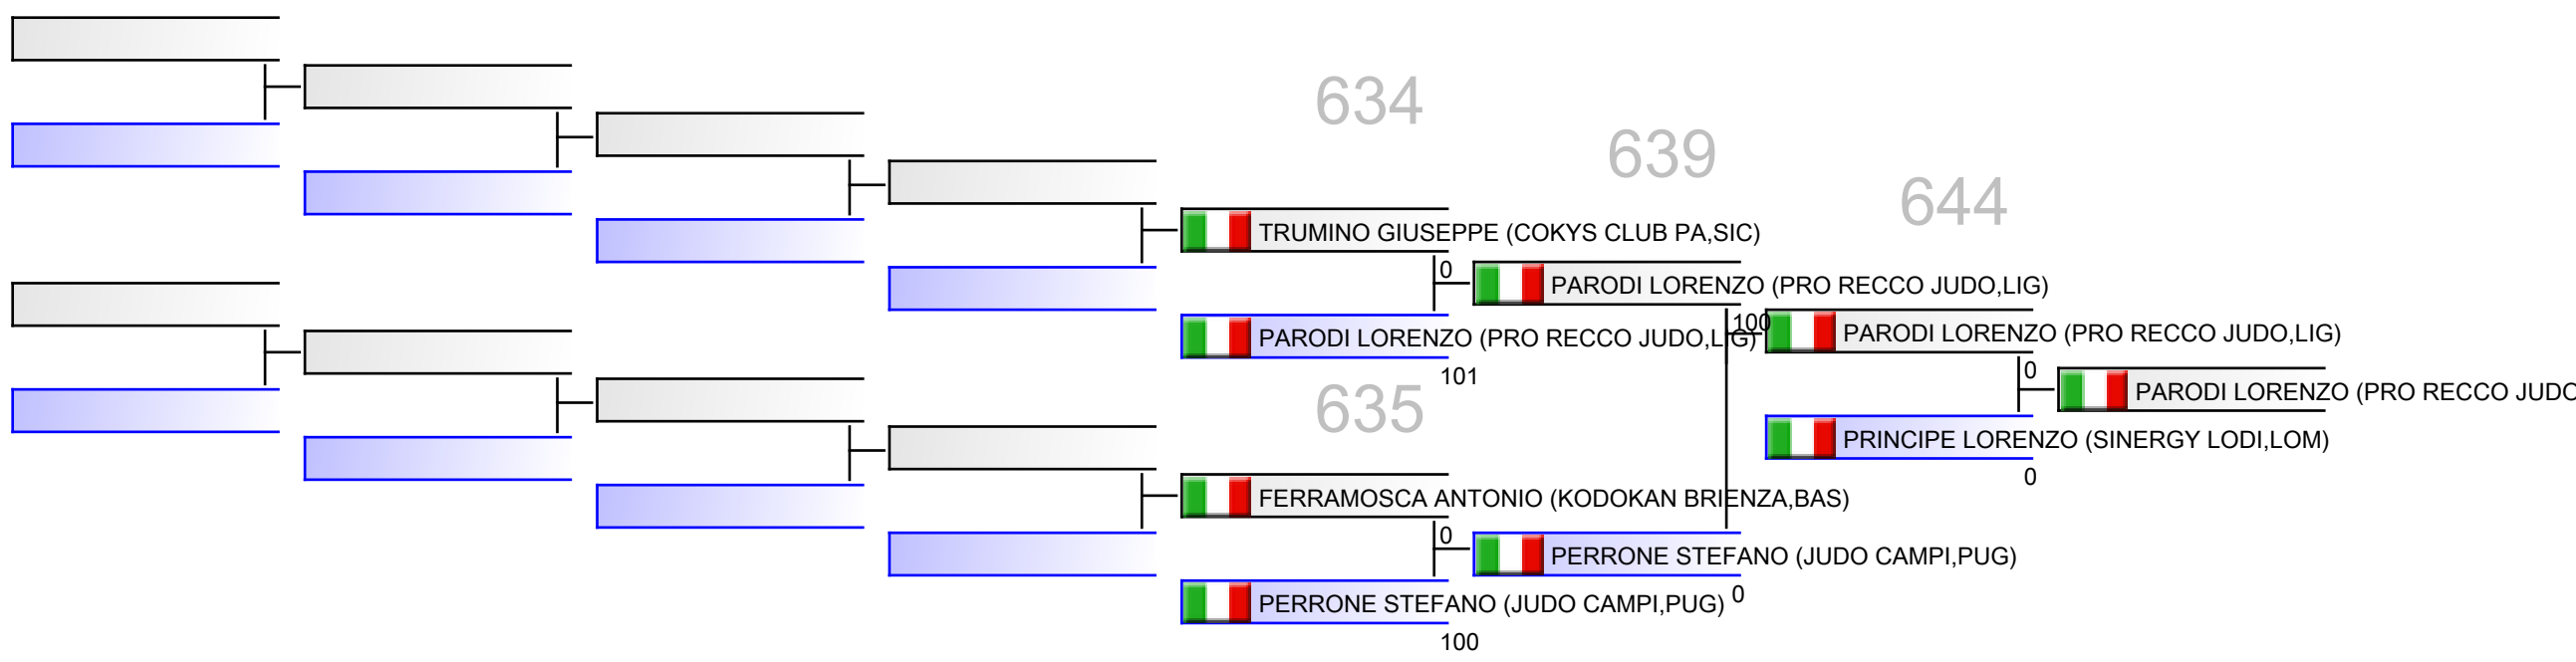 634
639
644
TRUMINO GIUSEPPE (COKYS CLUB PA,SIC)
0
PARODI LORENZO (PRO RECCO JUDO,LIG)
PARODI LORENZO (PRO RECCO JUDO,LIG)
101
100
PARODI LORENZO (PRO RECCO JUDO,LIG)
0
PARODI LORENZO (PRO RECCO JUDO
PRINCIPE LORENZO (SINERGY LODI,LOM)
0
635
FERRAMOSCA ANTONIO (KODOKAN BRIENZA,BAS)
0
PERRONE STEFANO (JUDO CAMPI,PUG)
0
PERRONE STEFANO (JUDO CAMPI,PUG)
100